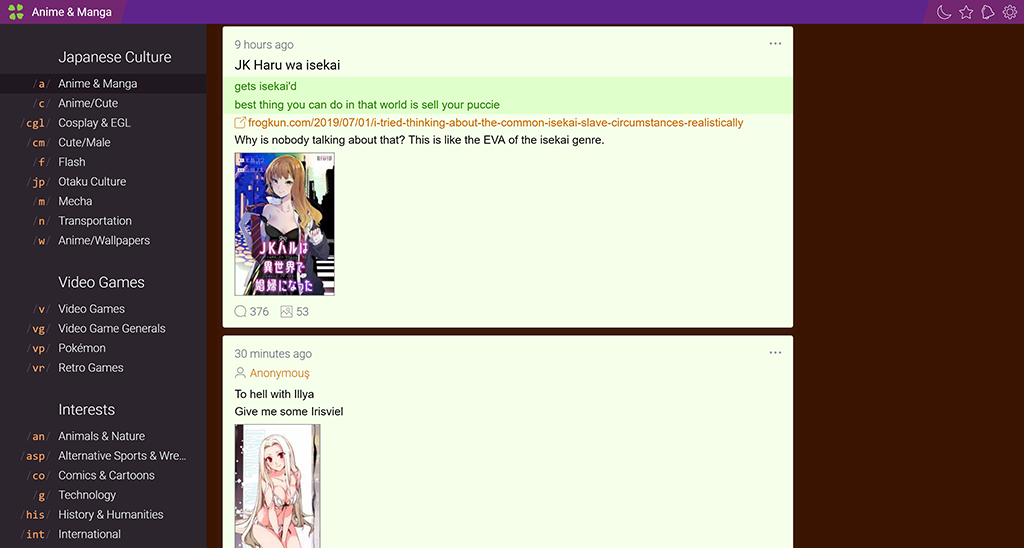 Anime & Manga
Japanese Culture
/a/ Anime & Manga
/c/ Anime/Cute
/cgl/ Cosplay & EGL
/cm/ Cute/Male
/f/ Flash
/jp/ Otaku Culture
/m/ Mecha
/n/ Transportation
/w/ Anime/Wallpapers
Video Games
/v/ Video Games
/vg/ Video Game Generals
/vp/ Pokémon
/vr/ Retro Games
Interests
/an/ Animals & Nature
/asp/ Alternative Sports & Wre...
/co/ Comics & Cartoons
/g/ Technology
/his/ History & Humanities
/int/ International
9 hours ago
JK Haru wa isekai
gets isekai'd
best thing you can do in that world is sell your puccie
frogkun.com/2019/07/01/i-tried-thinking-about-the-common-isekai-slave-circumstances-realistically
Why is nobody talking about that? This is like the EVA of the isekai genre.
JKハルは
異世界で
娼婦になった
376 53
30 minutes ago
Anonymouş
To hell with Illya
Give me some Irisviel